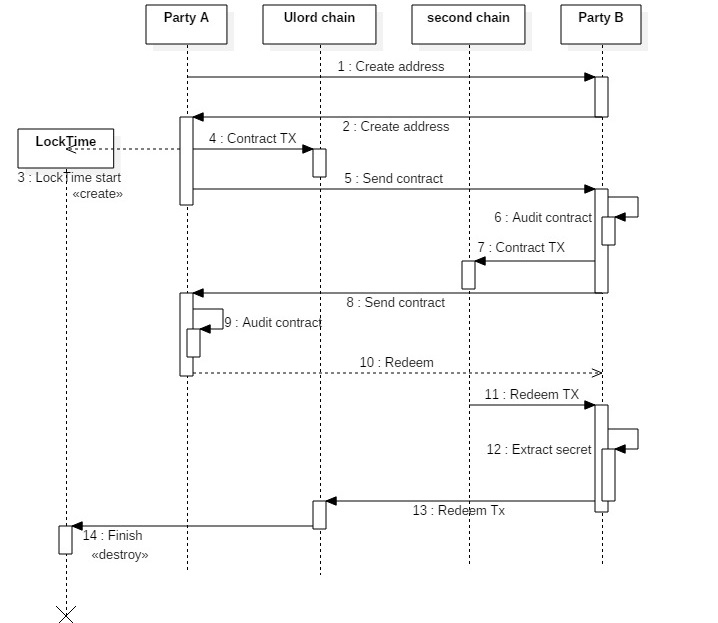 Party A
Ulord chain
second chain
Party B
1 : Create address
2 : Create address
LockTime
4 : Contract TX
3 : LockTime start
«create»
5 : Send contract
6 : Audit contract
7 : Contract TX
8 : Send contract
9 : Audit contract
10 : Redeem
11 : Redeem TX
12 : Extract secret
13 : Redeem Tx
14 : Finish
«destroy»